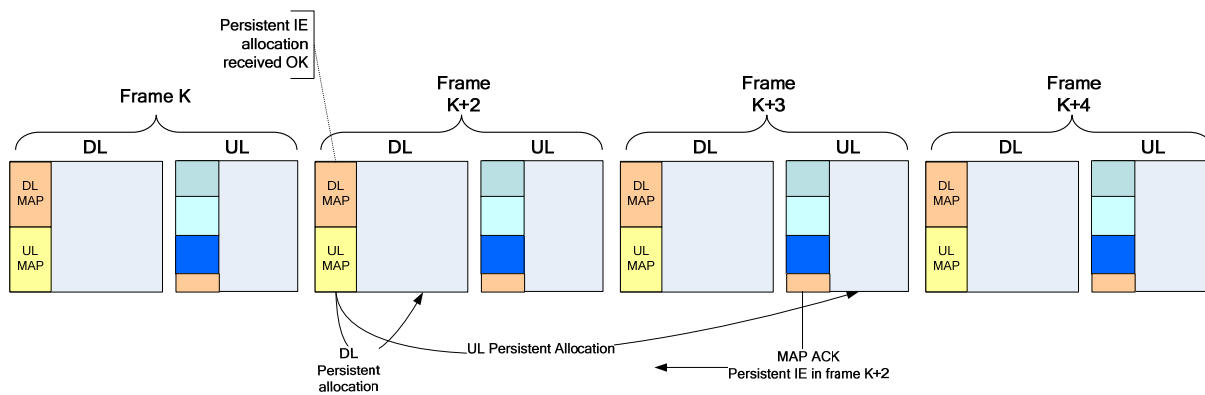 Persistent IE
allocation
received OK
Frame K
Frame
K+2
Frame
K+3
Frame
K+4
DL
UL
DL
UL
DL
UL
DL
UL
DL
MAP
UL
MAP
DL
MAP
UL
MAP
DL
MAP
UL
MAP
DL
MAP
UL
MAP
DL
Persistent
allocation
UL Persistent Allocation
MAP ACK
Persistent IE in frame K+2